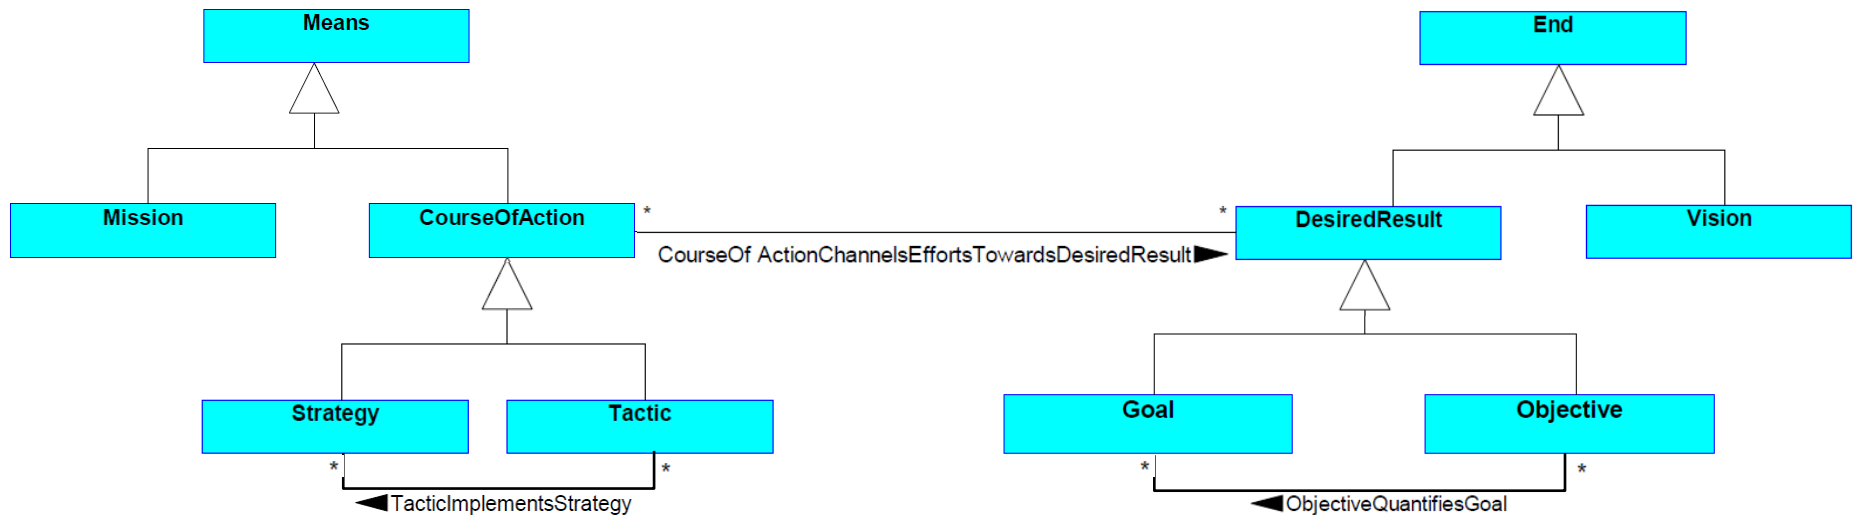 Means
End
Mission
CourseOfAction
*
*
DesiredResult
Vision
CourseOf ActionChannelsEffortsTowardsDesiredResult
Strategy
Tactic
Goal
Objective
*
*
*
*
TacticImplementsStrategy
ObjectiveQuantifiesGoal